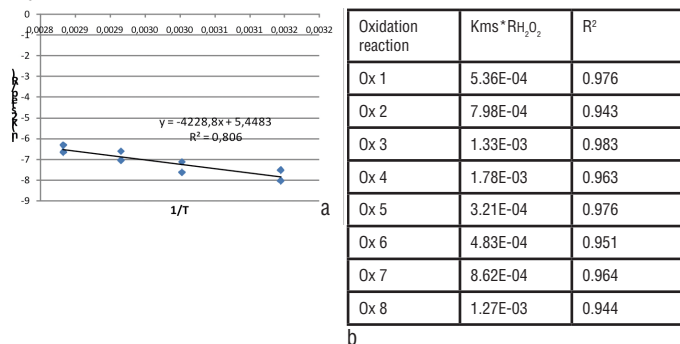 0
0,0028 0,0029 0,0029 0,0030 0,0030 0,0031 0,0031 0,0032 0,0032
-1
-2
-3
-4
-5
-6
-7
-8
-9
y = -4228,8x + 5,4483
R² = 0,806
1/T
a
Oxidation reaction Kms*RH₂O₂ R²
Ox 1 5.36E-04 0.976
Ox 2 7.98E-04 0.943
Ox 3 1.33E-03 0.983
Ox 4 1.78E-03 0.963
Ox 5 3.21E-04 0.976
Ox 6 4.83E-04 0.951
Ox 7 8.62E-04 0.964
Ox 8 1.27E-03 0.944
b